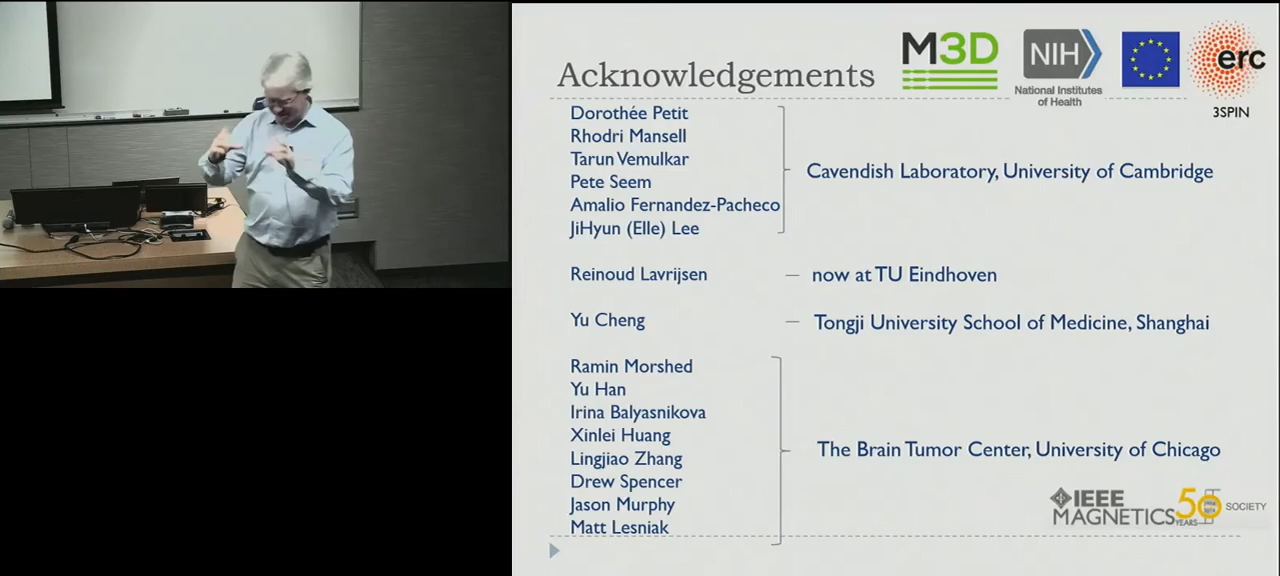 Acknowledgements
M3D
NIH
National Institutes
of Health
erc
3SPIN
Dorothée Petit
Rhodri Mansell
Tarun Vemulkar
Pete Seem
Amalio Fernandez-Pacheco
JiHyun (Elle) Lee
Cavendish Laboratory, University of Cambridge
Reinoud Lavrijsen
— now at TU Eindhoven
Yu Cheng
— Tongji University School of Medicine, Shanghai
Ramin Morshed
Yu Han
Irina Balyasnikova
Xinlei Huang
Lingjiao Zhang
Drew Spencer
Jason Murphy
Matt Lesniak
The Brain Tumor Center, University of Chicago
IEEE
MAGNETICS
50
YEARS
SOCIETY